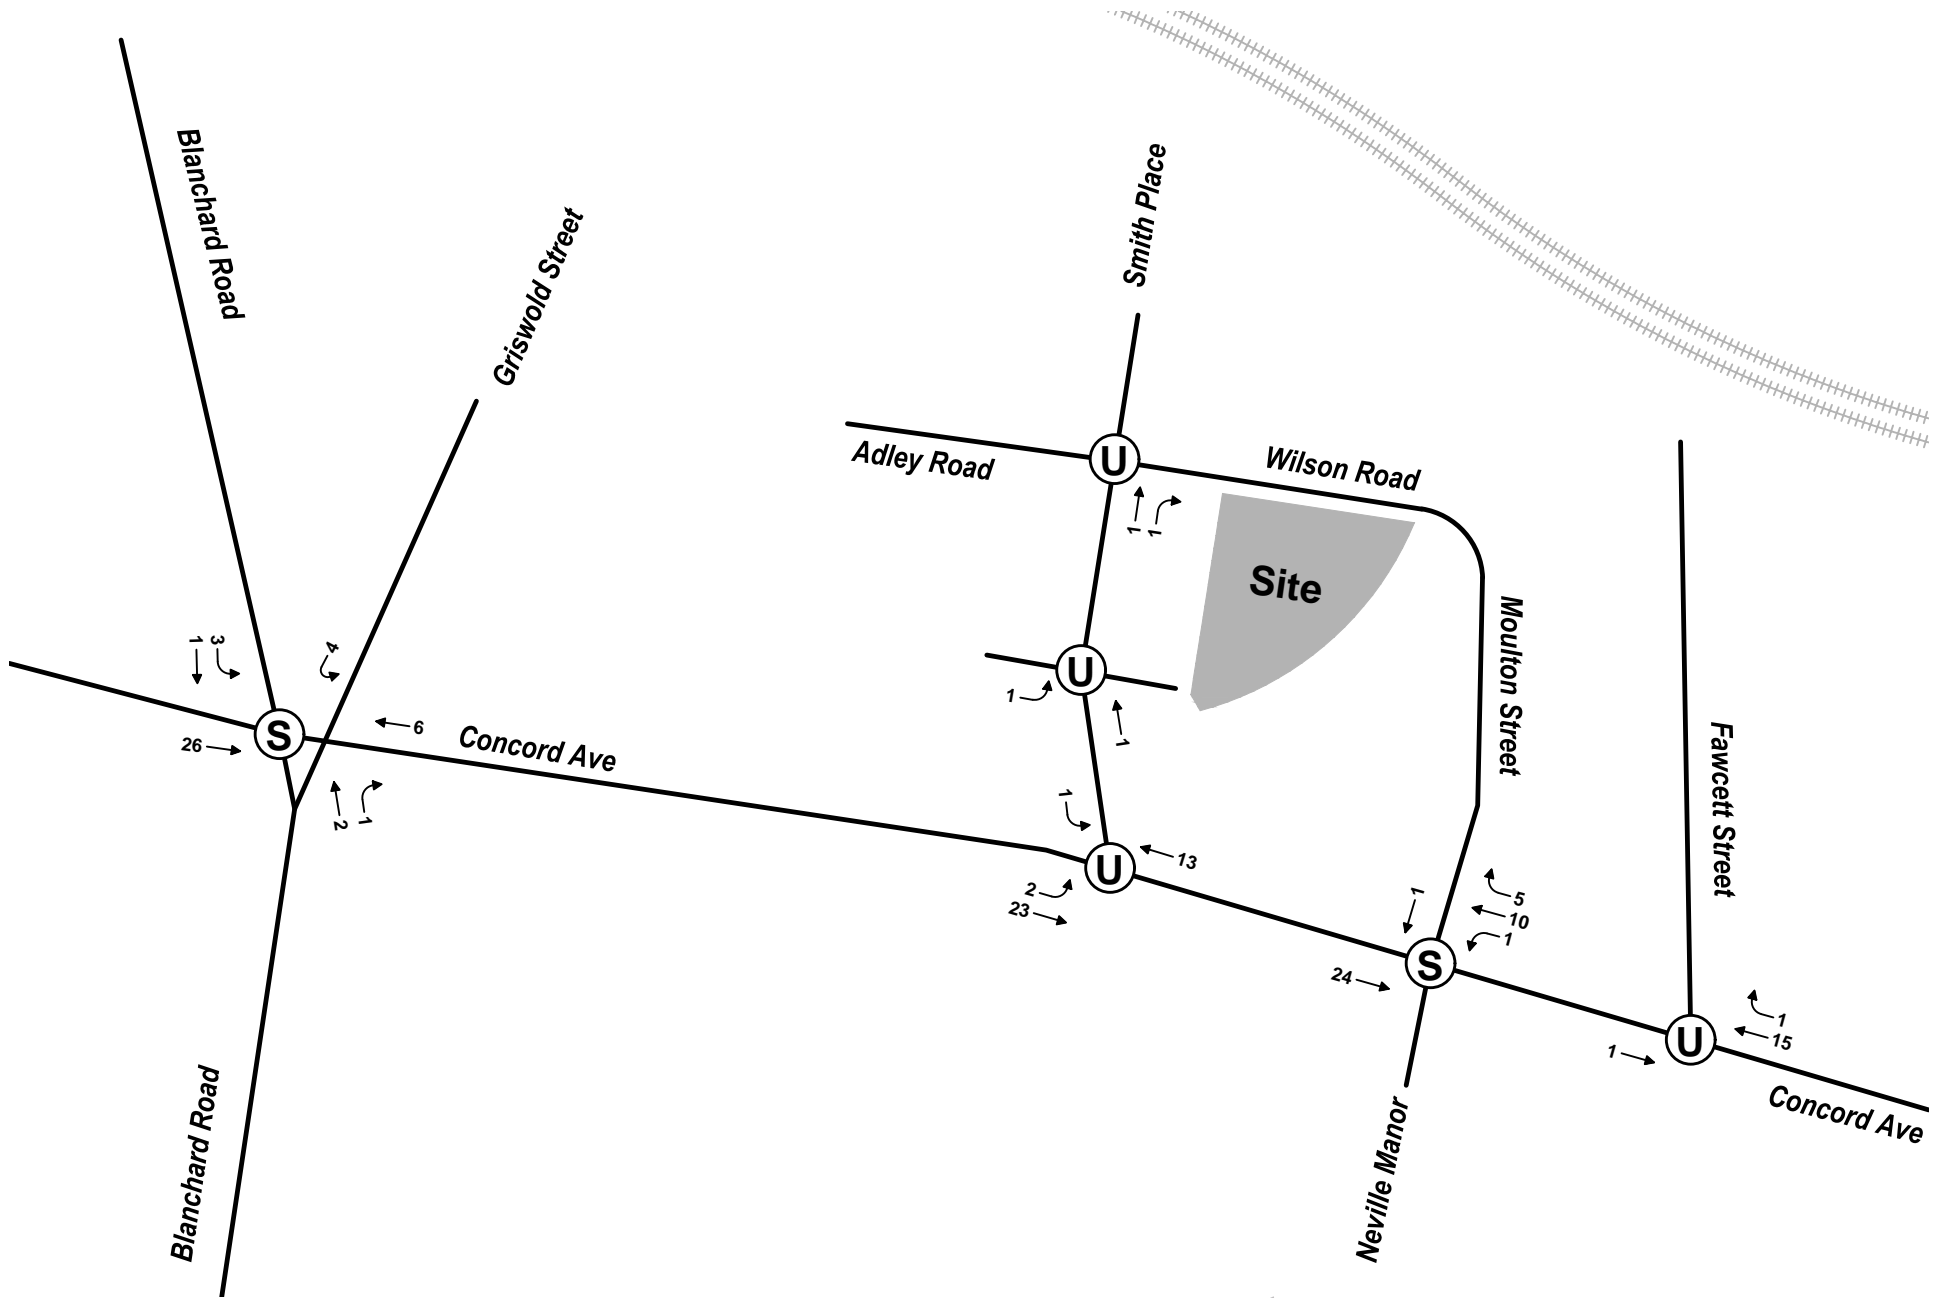 Blanchard Road
Griswold Street
Smith Place
Adley Road
U
Wilson Road
1
1
Site
Moulton Street
1
3
4
U
1
1
S
26
6
Concord Ave
Fawcett Street
2
1
1
U
13
2
23
1
5
10
1
S
24
1
15
U
1
Concord Ave
Blanchard Road
Neville Manor